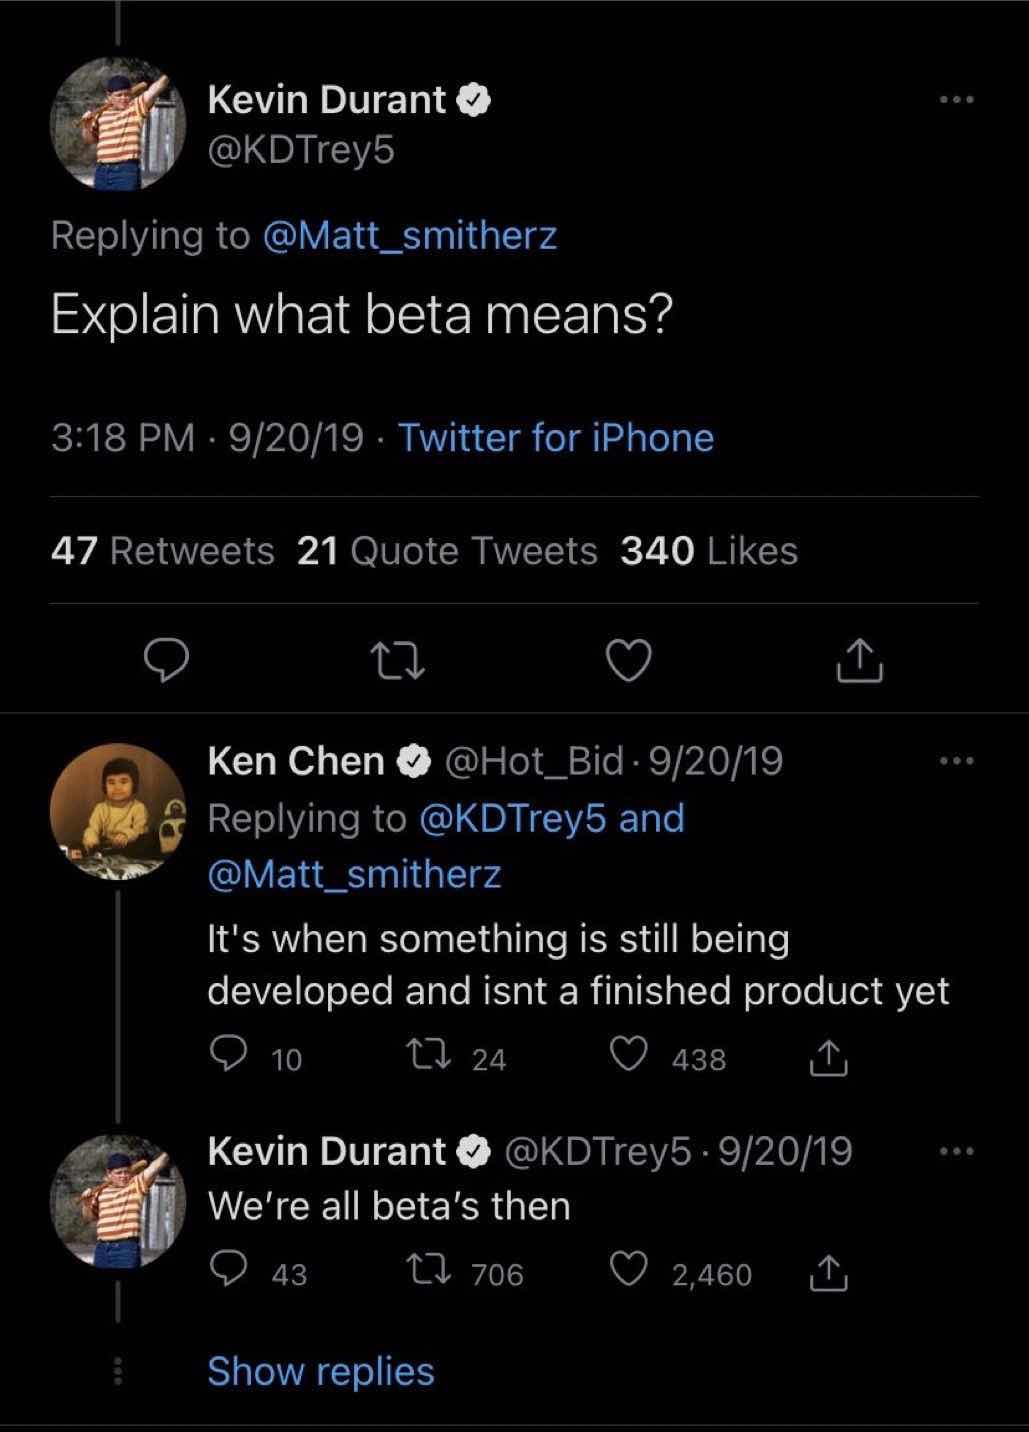 Kevin Durant
@KDTrey5
Replying to @Matt_smitherz
Explain what beta means?
3:18 PM · 9/20/19 · Twitter for iPhone
47 Retweets 21 Quote Tweets 340 Likes
Ken Chen @Hot_Bid · 9/20/19
Replying to @KDTrey5 and
@Matt_smitherz
It's when something is still being
developed and isnt a finished product yet
10 24 438
Kevin Durant @KDTrey5 · 9/20/19
We’re all beta’s then
43 706 2,460
Show replies